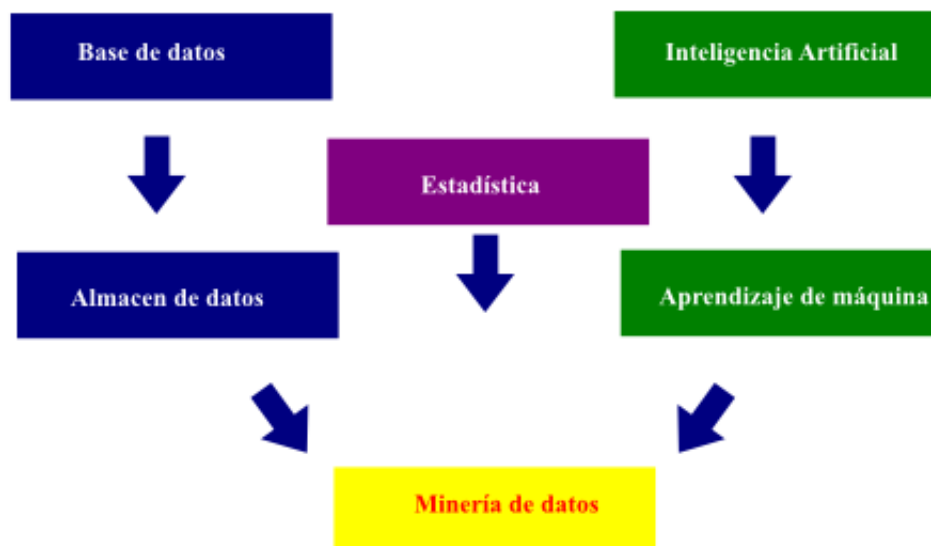 Base de datos
Inteligencia Artificial
Estadística
Almacen de datos
Aprendizaje de máquina
Minería de datos